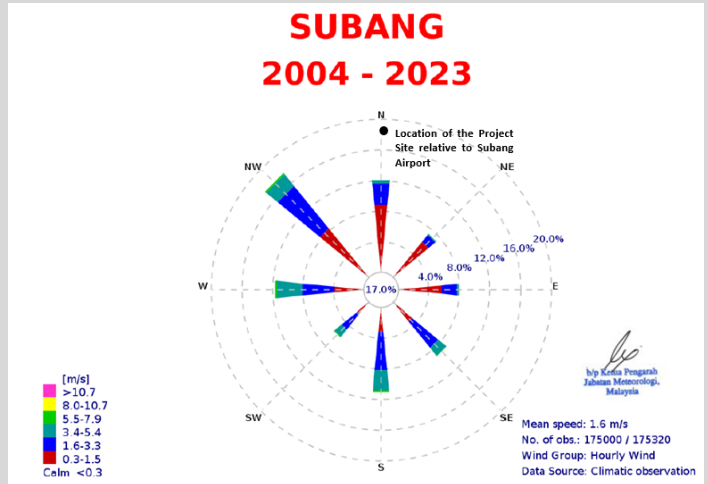 SUBANG
2004 - 2023
N
Location of the Project
Site relative to Subang
Airport
NW
NE
20.0%
16.0%
12.0%
8.0%
4.0%
W
17.0%
E
[m/s]
>10.7
8.0-10.7
5.5-7.9
3.4-5.4
1.6-3.3
0.3-1.5
Calm <0.3
SW
SE
S
b/p Ketua Pengarah
Jabatan Meteorologi,
Malaysia
Mean speed: 1.6 m/s
No. of obs.: 175000 / 175320
Wind Group: Hourly Wind
Data Source: Climatic observation